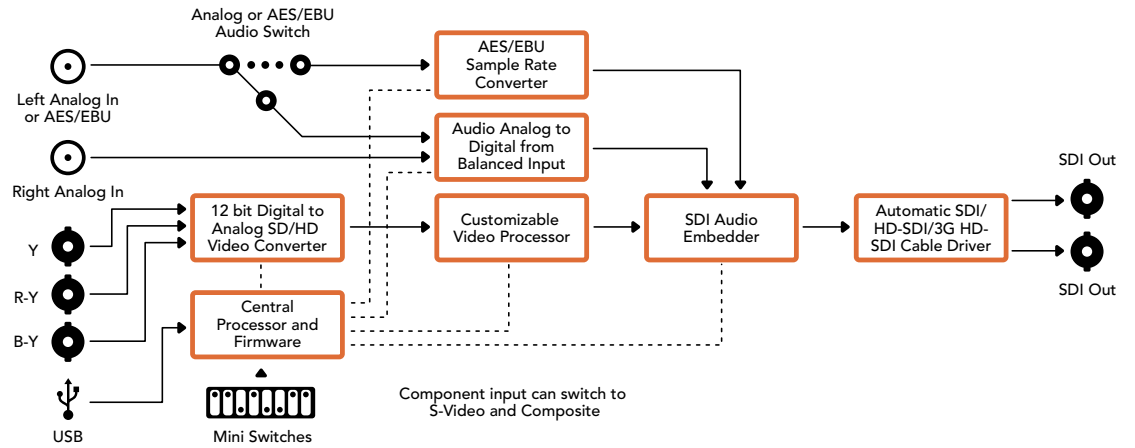 Analog or AES/EBU
Audio Switch
Left Analog In
or AES/EBU
Right Analog In
AES/EBU
Sample Rate
Converter
Audio Analog to
Digital from
Balanced Input
Y
R-Y
B-Y
USB
12 bit Digital to
Analog SD/HD
Video Converter
Customizable
Video Processor
SDI Audio
Embedder
Automatic SDI/
HD-SDI/3G HD-
SDI Cable Driver
SDI Out
SDI Out
Central
Processor and
Firmware
Mini Switches
Component input can switch to
S-Video and Composite